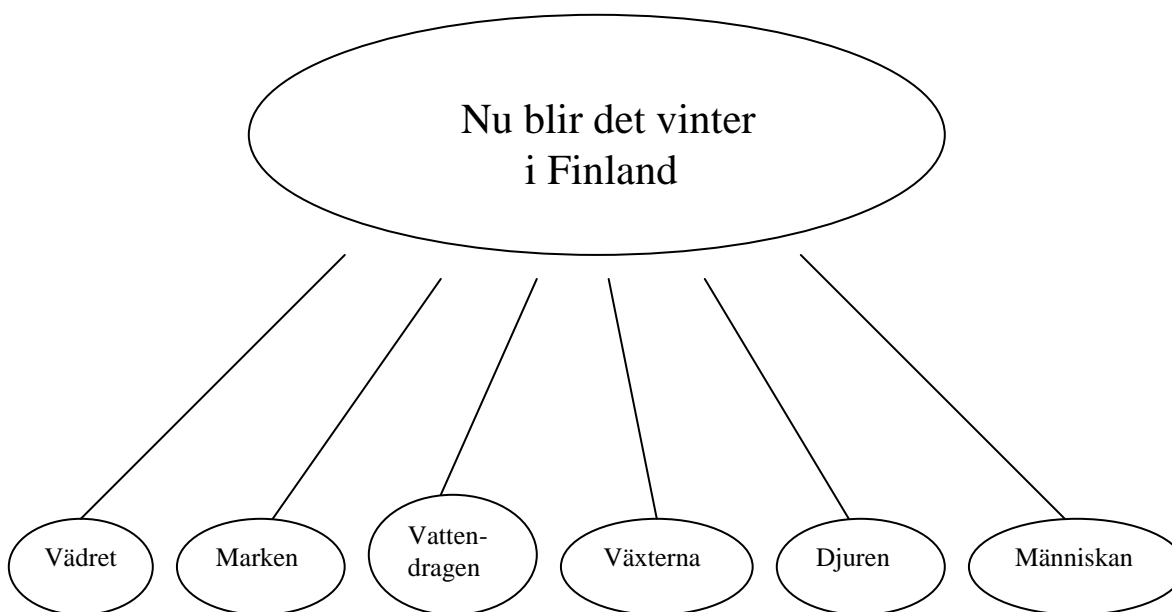 Nu blir det vinter
i Finland
Vädret
Marken
Vatten-
dragen
Växterna
Djuren
Människan